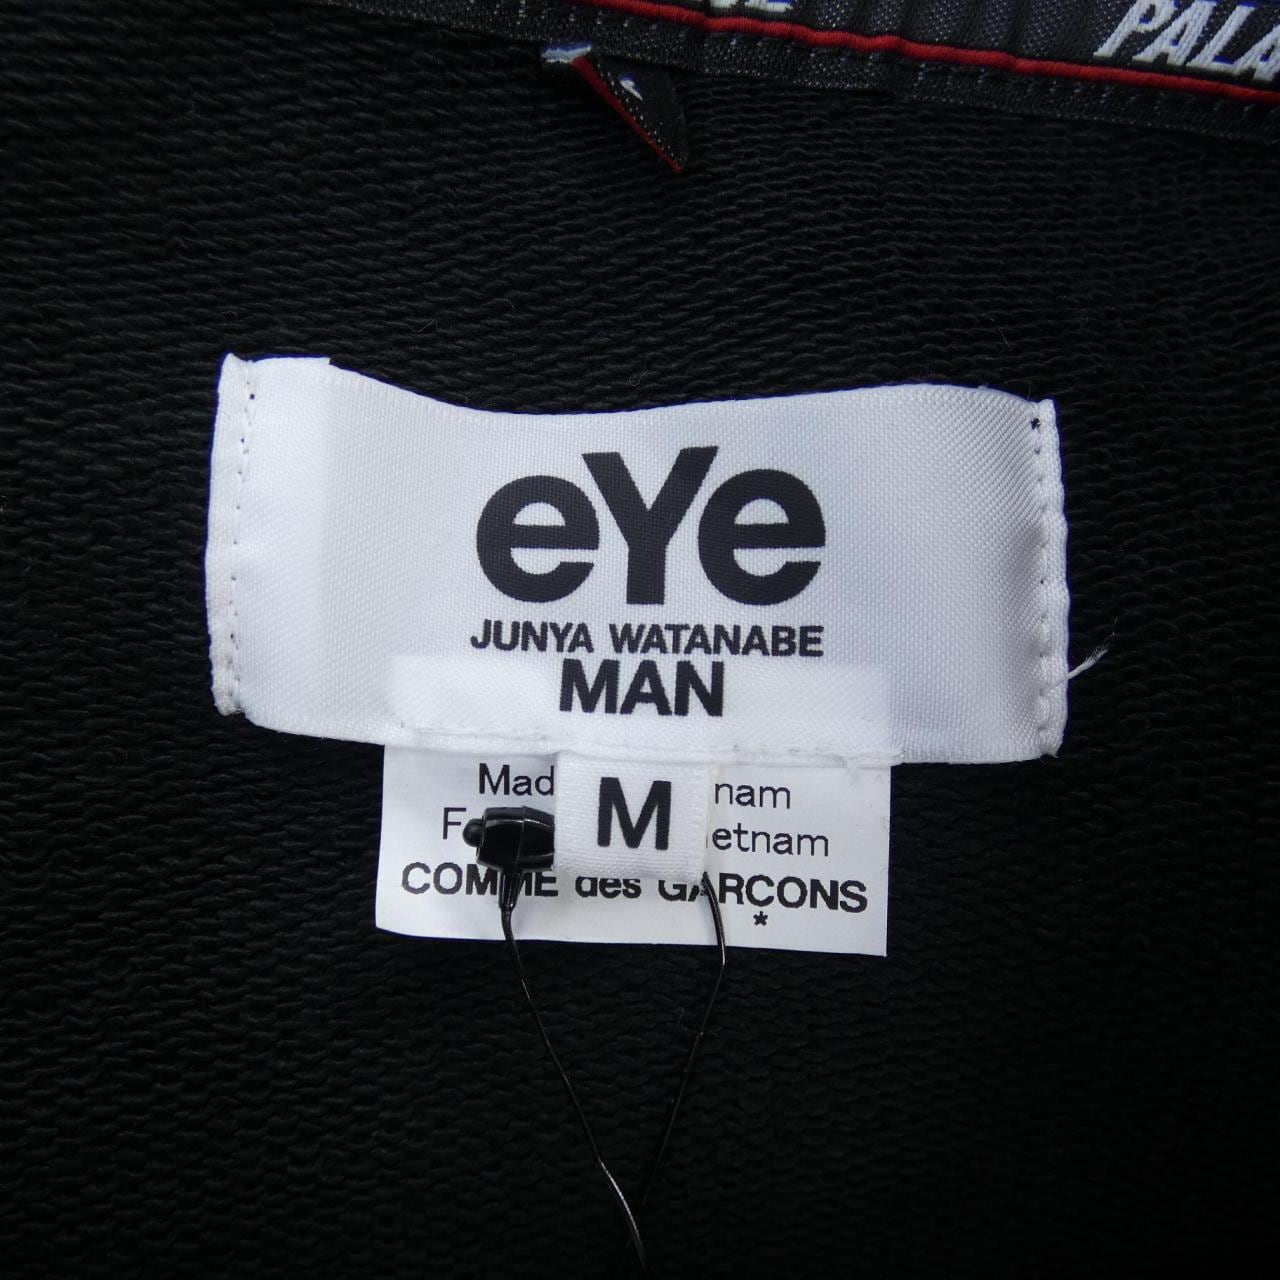 PALA
eYe
JUNYA WATANABE
MAN
M
Mad nam
F etnam
COMME des GARÇONS
*